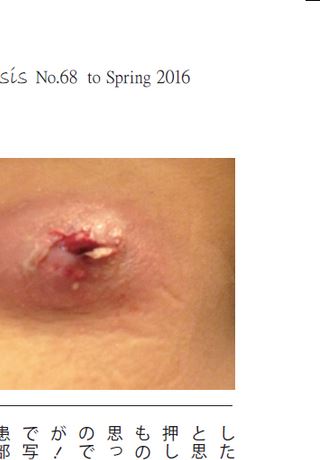 sis No.68 to Spring 2016
した
と思
押し
もの
思っ
ので
が！
で写
患部